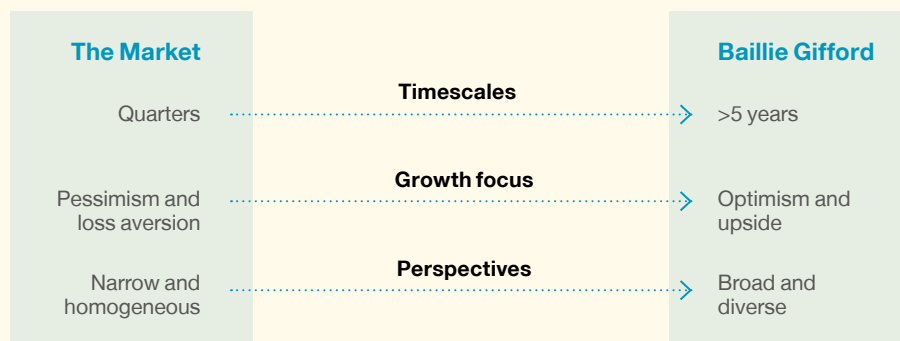 The Market
Baillie Gifford
Timescales
Quarters
>5 years
Growth focus
Pessimism and
loss aversion
Optimism and
upside
Perspectives
Narrow and
homogeneous
Broad and
diverse